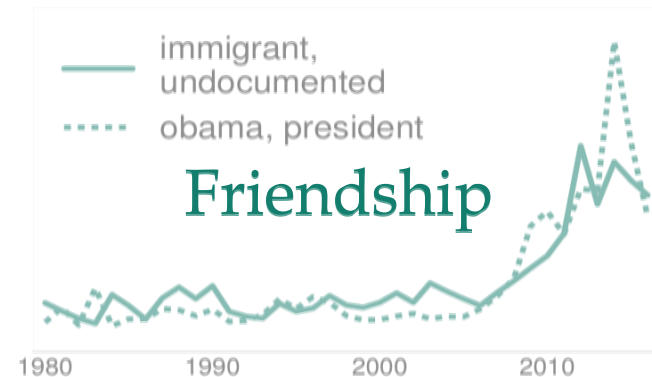 immigrant,
undocumented
obama, president
Friendship
1980 1990 2000 2010